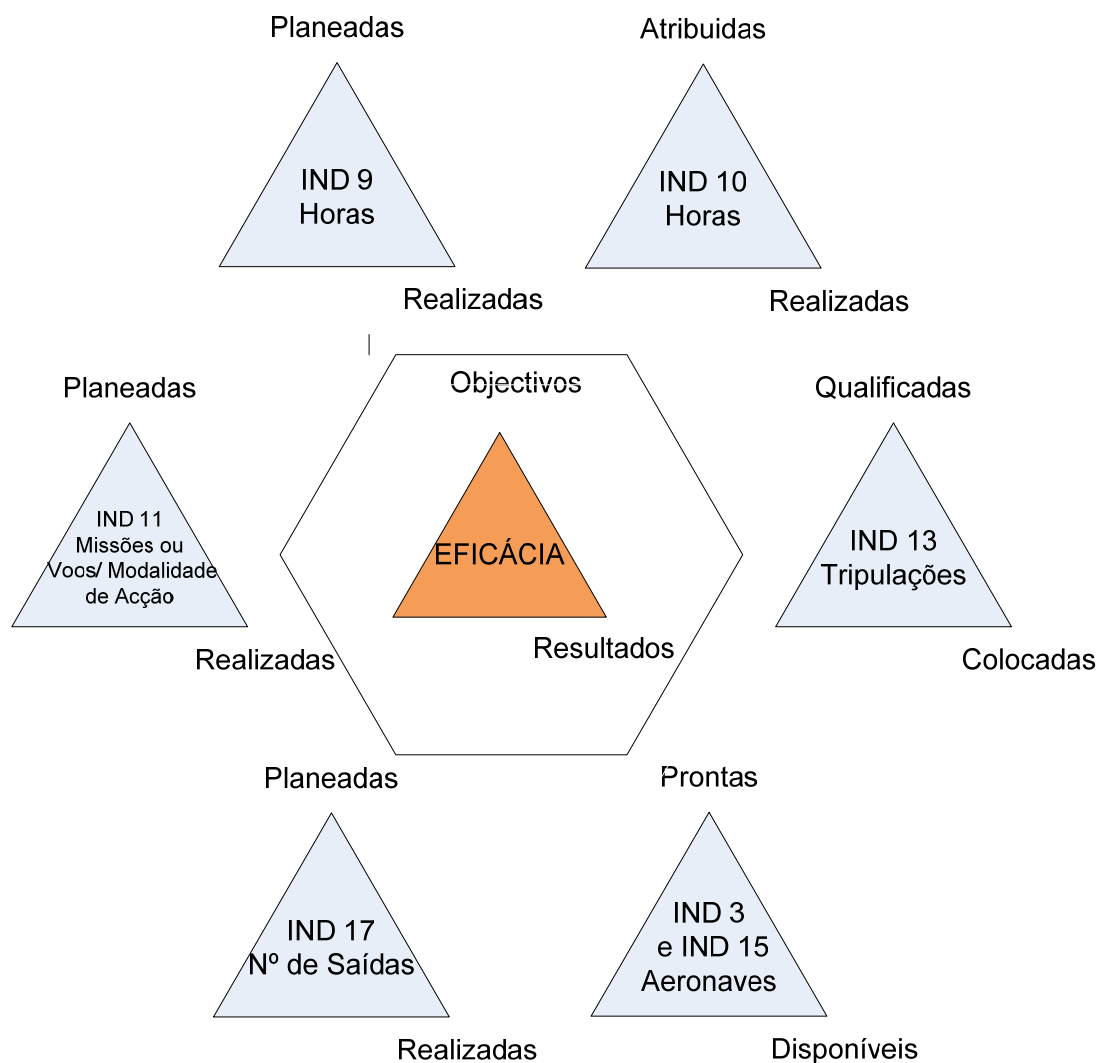 Planeadas
Atribuidas
IND 9
Horas
IND 10
Horas
Realizadas
Realizadas
Planeadas
Objectivos
Qualificadas
IND 11
Missões ou
Voos/ Modalidade
de Acção
EFICÁCIA
IND 13
Tripulações
Realizadas
Resultados
Colocadas
Planeadas
Prontas
IND 17
Nº de Saídas
IND 3
e IND 15
Aeronaves
Realizadas
Disponíveis